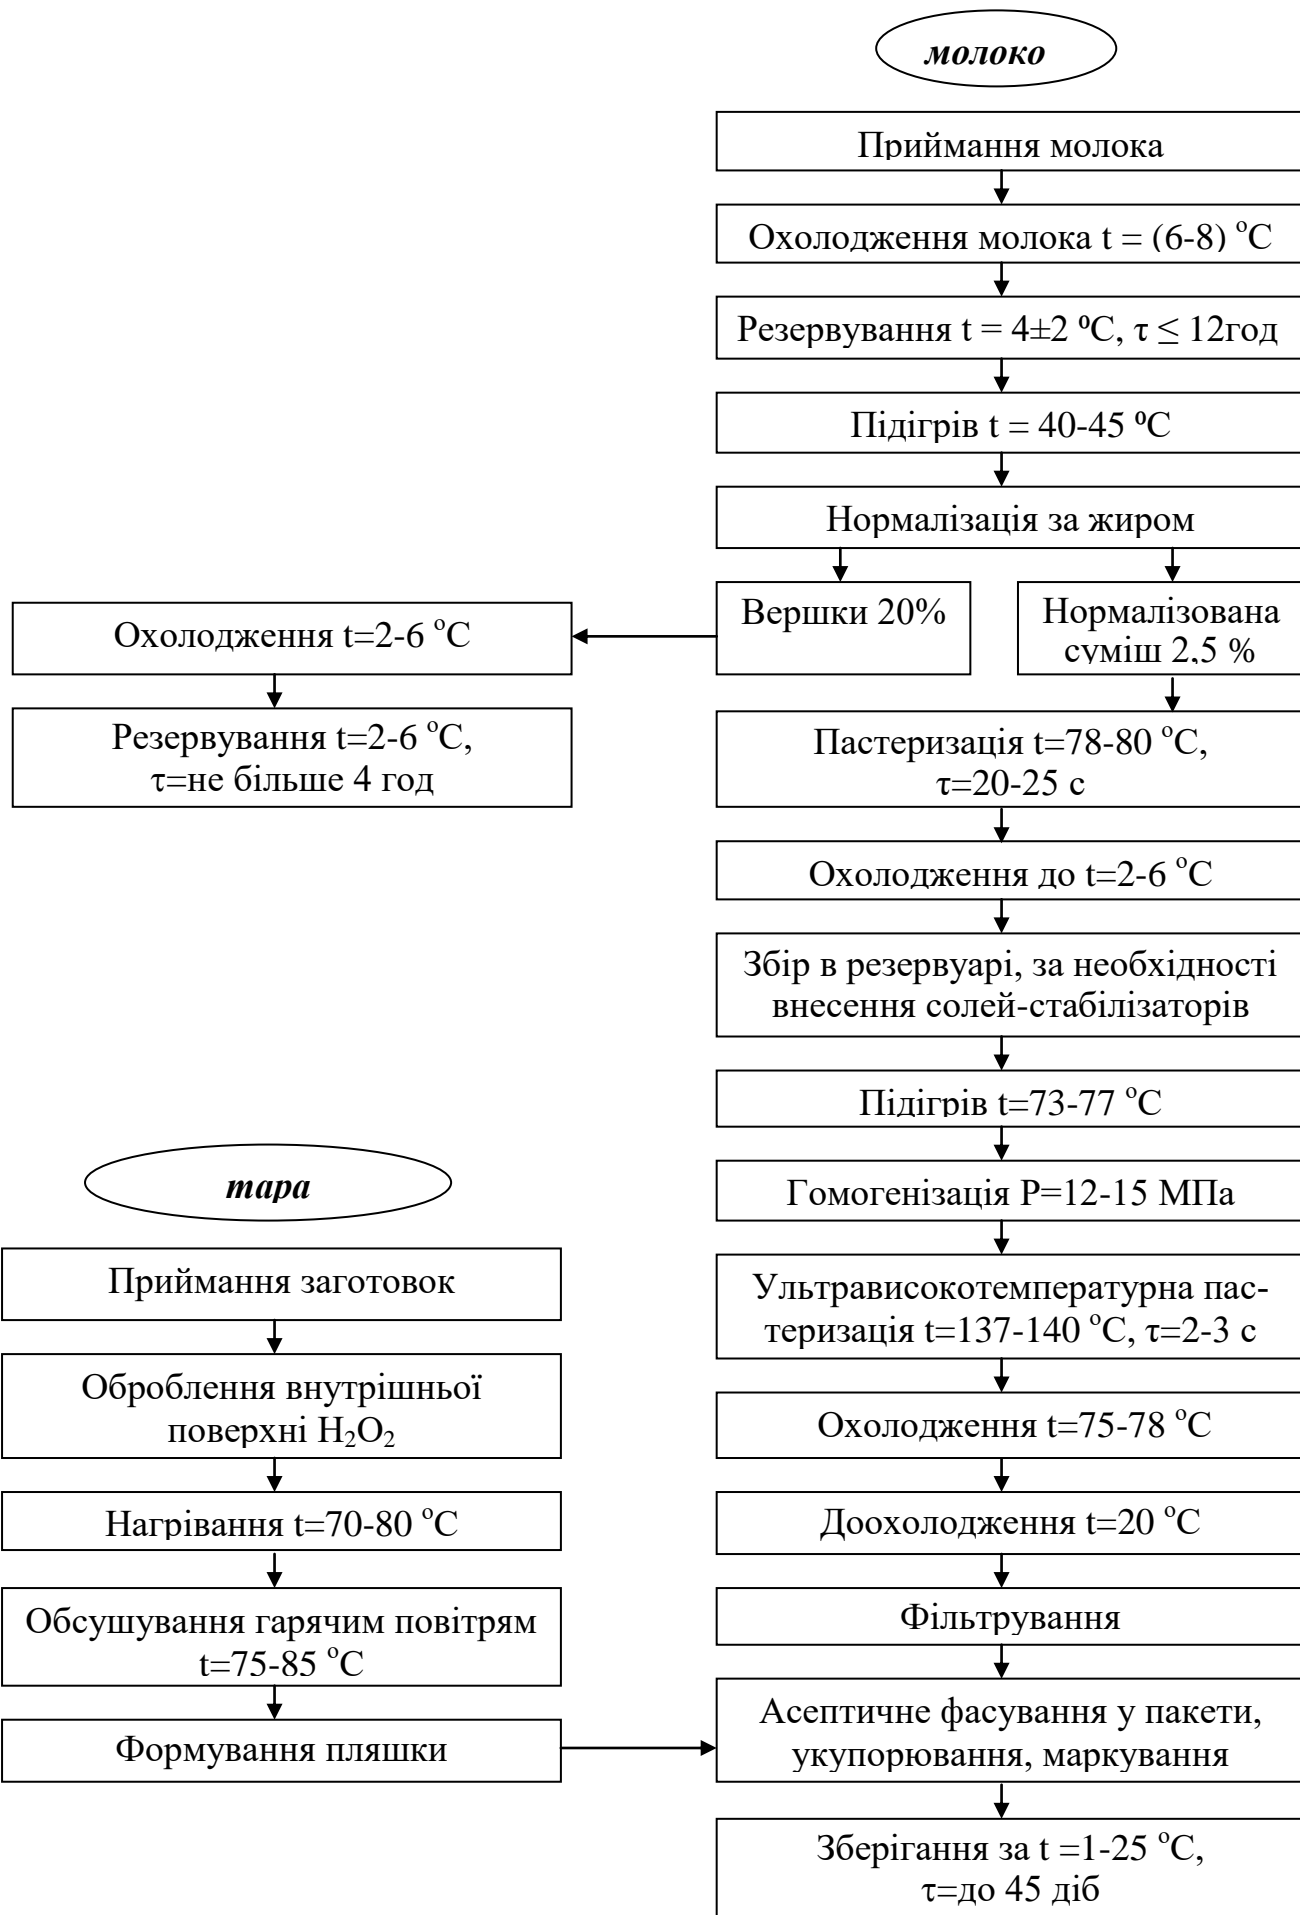 молоко
Приймання молока
Охолодження молока t = (6-8) °С
Резервування t = 4±2 ⁰С, τ ≤ 12год
Підігрів t = 40-45 ⁰С
Нормалізація за жиром
Вершки 20%
Нормалізована
суміш 2,5 %
Охолодження t=2-6 °С
Резервування t=2-6 °С,
τ=не більше 4 год
Пастеризація t=78-80 °С,
τ=20-25 с
Охолодження до t=2-6 °С
Збір в резервуарі, за необхідності
внесення солей-стабілізаторів
Підігрів t=73-77 °С
Гомогенізація Р=12-15 МПа
Ультрависокотемпературна пас-
теризація t=137-140 °С, τ=2-3 с
Охолодження t=75-78 °С
Доохолодження t=20 °С
Фільтрування
тара
Приймання заготовок
Оброблення внутрішньої
поверхні Н₂О₂
Нагрівання t=70-80 °С
Обсушування гарячим повітрям
t=75-85 °С
Формування пляшки
Асептичне фасування у пакети,
укупорювання, маркування
Зберігання за t =1-25 °С,
τ=до 45 діб